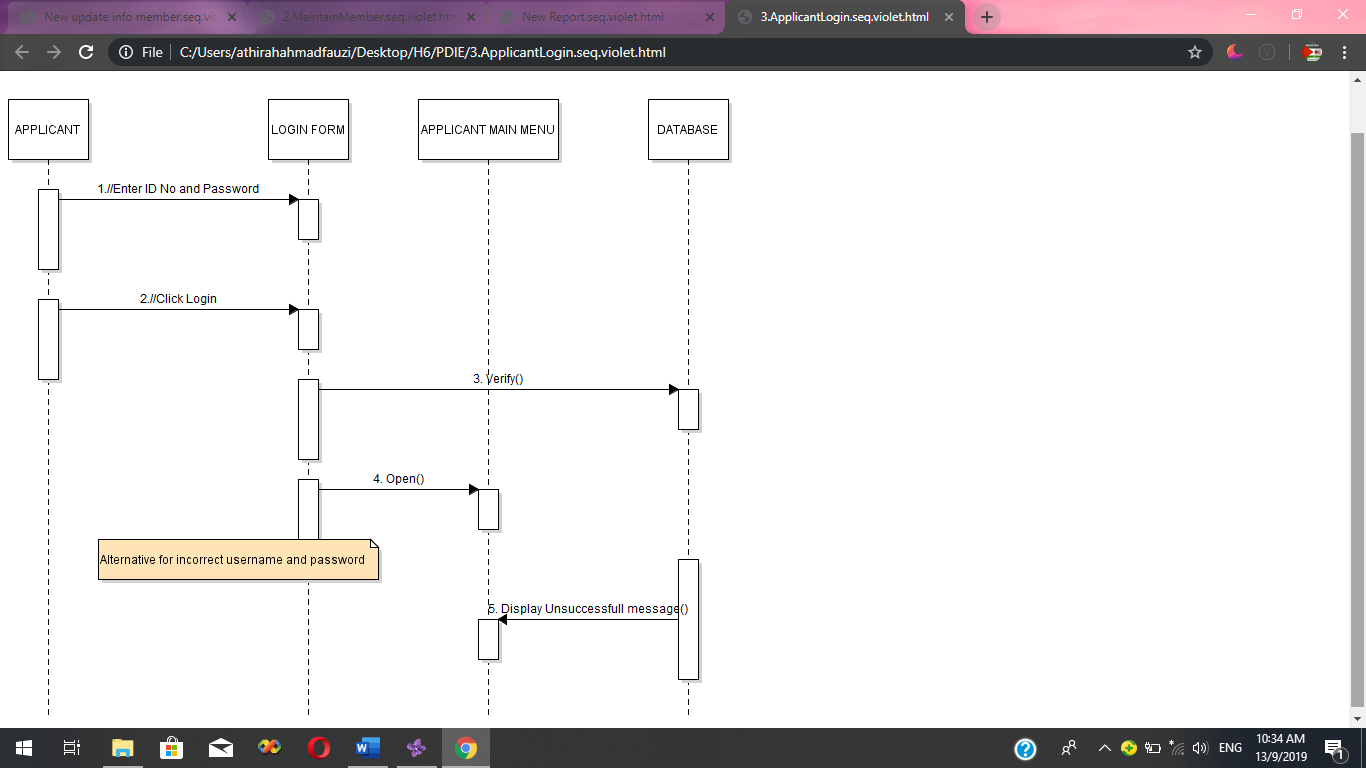 New update info member.seq.vio
2.MaintainMember.seq.violet.htm
New Report.seq.violet.html
3.ApplicantLogin.seq.violet.html
File
C:/Users/athirahahmadfauzi/Desktop/H6/PDIE/3.ApplicantLogin.seq.violet.html
APPLICANT
LOGIN FORM
APPLICANT MAIN MENU
DATABASE
1.//Enter ID No and Password
2.//Click Login
3. Verify()
4. Open()
Alternative for incorrect username and password
5. Display Unsuccessfull message()
ENG
10:34 AM
13/9/2019
1